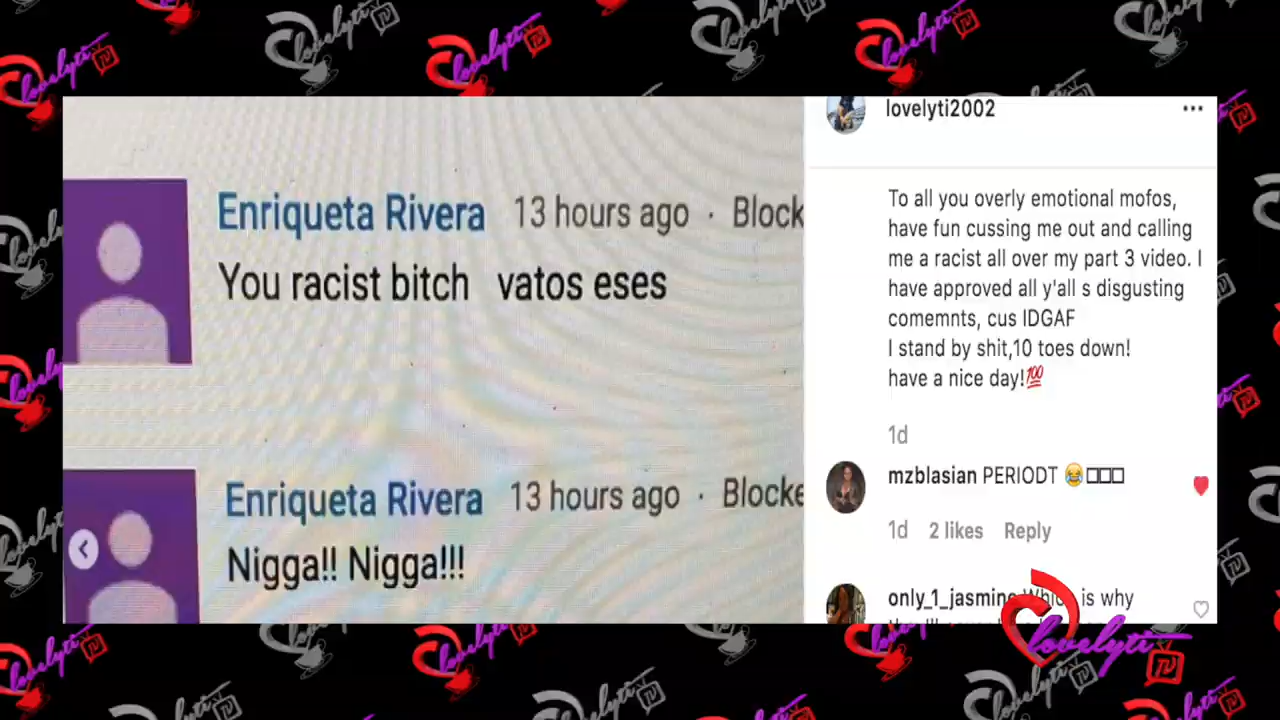 Enriqueta Rivera 13 hours ago · Block
You racist bitch vatos eses
Enriqueta Rivera 13 hours ago · Blocke
Nigga!! Nigga!!!
lovelyti2002
To all you overly emotional mofos,
have fun cussing me out and calling
me a racist all over my part 3 video. I
have approved all y'all s disgusting
comemnts, cus IDGAF
I stand by shit,10 toes down!
have a nice day!💯
1d
mzblasian PERIODT 😂□□□
1d 2 likes Reply
only_1_jasmine Which is why
Lovelyti TV